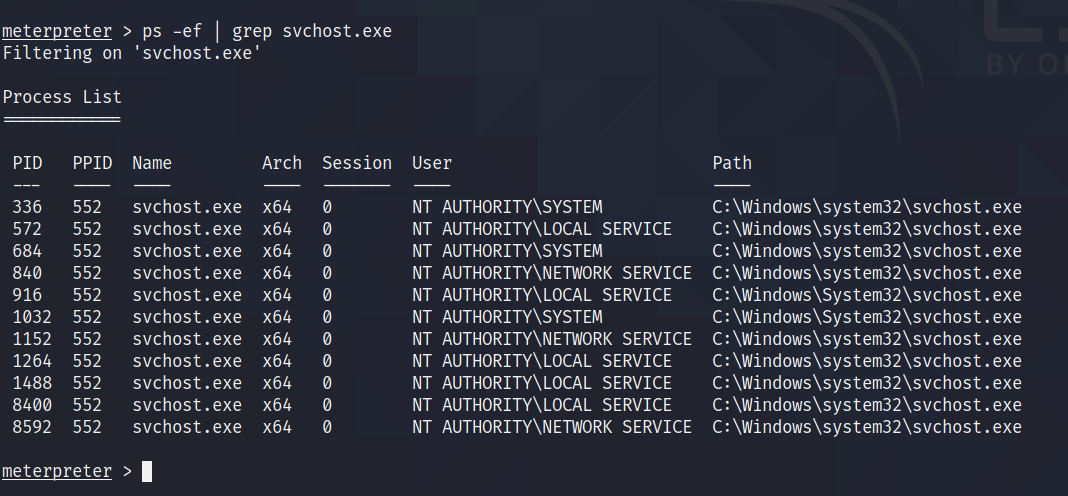 meterpreter > ps -ef | grep svchost.exe
Filtering on 'svchost.exe'
Process List
============
PID PPID Name Arch Session User Path
--- ---- ---- ---- ------- ---- ----
336 552 svchost.exe x64 0 NT AUTHORITY\SYSTEM C:\Windows\system32\svchost.exe
572 552 svchost.exe x64 0 NT AUTHORITY\LOCAL SERVICE C:\Windows\system32\svchost.exe
684 552 svchost.exe x64 0 NT AUTHORITY\SYSTEM C:\Windows\system32\svchost.exe
840 552 svchost.exe x64 0 NT AUTHORITY\NETWORK SERVICE C:\Windows\system32\svchost.exe
916 552 svchost.exe x64 0 NT AUTHORITY\LOCAL SERVICE C:\Windows\System32\svchost.exe
1032 552 svchost.exe x64 0 NT AUTHORITY\SYSTEM C:\Windows\system32\svchost.exe
1152 552 svchost.exe x64 0 NT AUTHORITY\NETWORK SERVICE C:\Windows\system32\svchost.exe
1264 552 svchost.exe x64 0 NT AUTHORITY\LOCAL SERVICE C:\Windows\system32\svchost.exe
1488 552 svchost.exe x64 0 NT AUTHORITY\LOCAL SERVICE C:\Windows\system32\svchost.exe
8400 552 svchost.exe x64 0 NT AUTHORITY\LOCAL SERVICE C:\Windows\system32\svchost.exe
8592 552 svchost.exe x64 0 NT AUTHORITY\NETWORK SERVICE C:\Windows\system32\svchost.exe
meterpreter >
BY